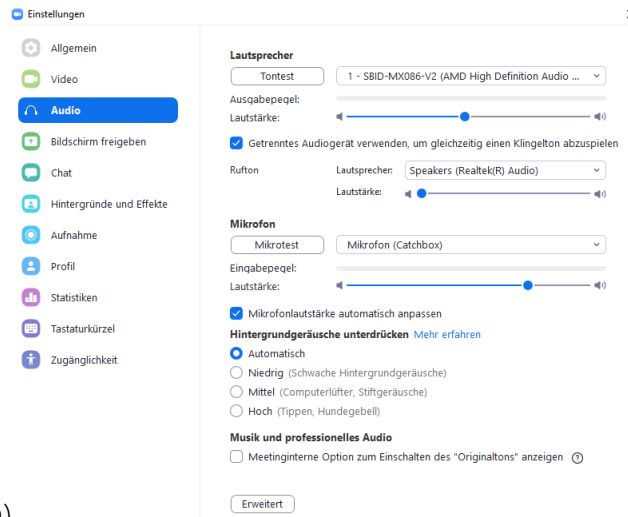 Einstellungen
Allgemein
Video
Audio
Bildschirm freigeben
Chat
Hintergründe und Effekte
Aufnahme
Profil
Statistiken
Tastaturkürzel
Zugänglichkeit
Lautsprecher
Tontest 1 - SBID-MX086-V2 (AMD High Definition Audio ...
Ausgabepegel:
Lautstärke:
Getrenntes Audiogerät verwenden, um gleichzeitig einen Klingelton abzuspielen
Rufton Lautsprecher: Speakers (Realtek(R) Audio)
Lautstärke:
Mikrofon
Mikrotest Mikrofon (Catchbox)
Eingabepegel:
Lautstärke:
Mikrofonlautstärke automatisch anpassen
Hintergrundgeräusche unterdrücken Mehr erfahren
Automatisch
Niedrig (Schwache Hintergrundgeräusche)
Mittel (Computerlüfter, Stiftgeräusche)
Hoch (Tippen, Hundegebell)
Musik und professionelles Audio
Meetinginterne Option zum Einschalten des "Originaltons" anzeigen ?
Erweitert